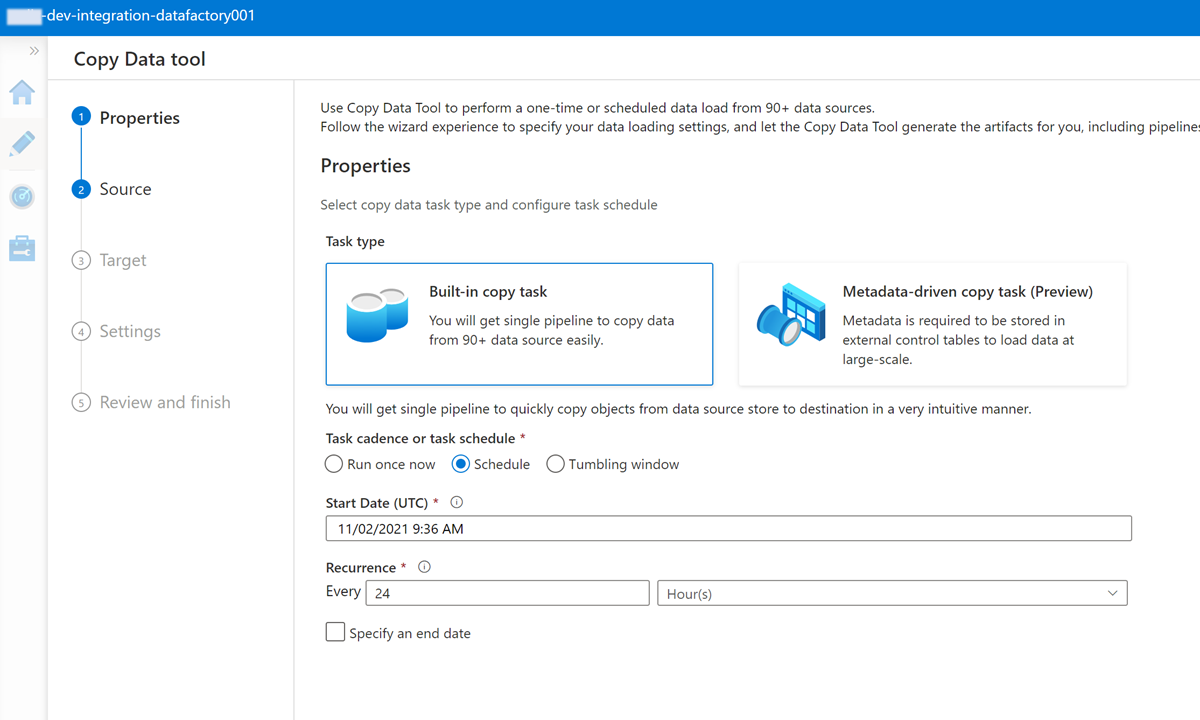 -dev-integration-datafactory001
Copy Data tool
1 Properties
2 Source
3 Target
4 Settings
5 Review and finish
Use Copy Data Tool to perform a one-time or scheduled data load from 90+ data sources.
Follow the wizard experience to specify your data loading settings, and let the Copy Data Tool generate the artifacts for you, including pipelines
Properties
Select copy data task type and configure task schedule
Task type
Built-in copy task
You will get single pipeline to copy data
from 90+ data source easily.
Metadata-driven copy task (Preview)
Metadata is required to be stored in
external control tables to load data at
large-scale.
You will get single pipeline to quickly copy objects from data source store to destination in a very intuitive manner.
Task cadence or task schedule *
Run once now Schedule Tumbling window
Start Date (UTC) *
11/02/2021 9:36 AM
Recurrence *
Every 24 Hour(s)
Specify an end date